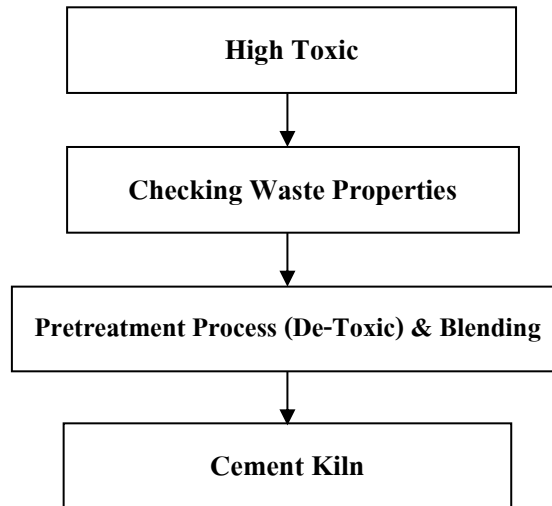 High Toxic
Checking Waste Properties
Pretreatment Process (De-Toxic) & Blending
Cement Kiln